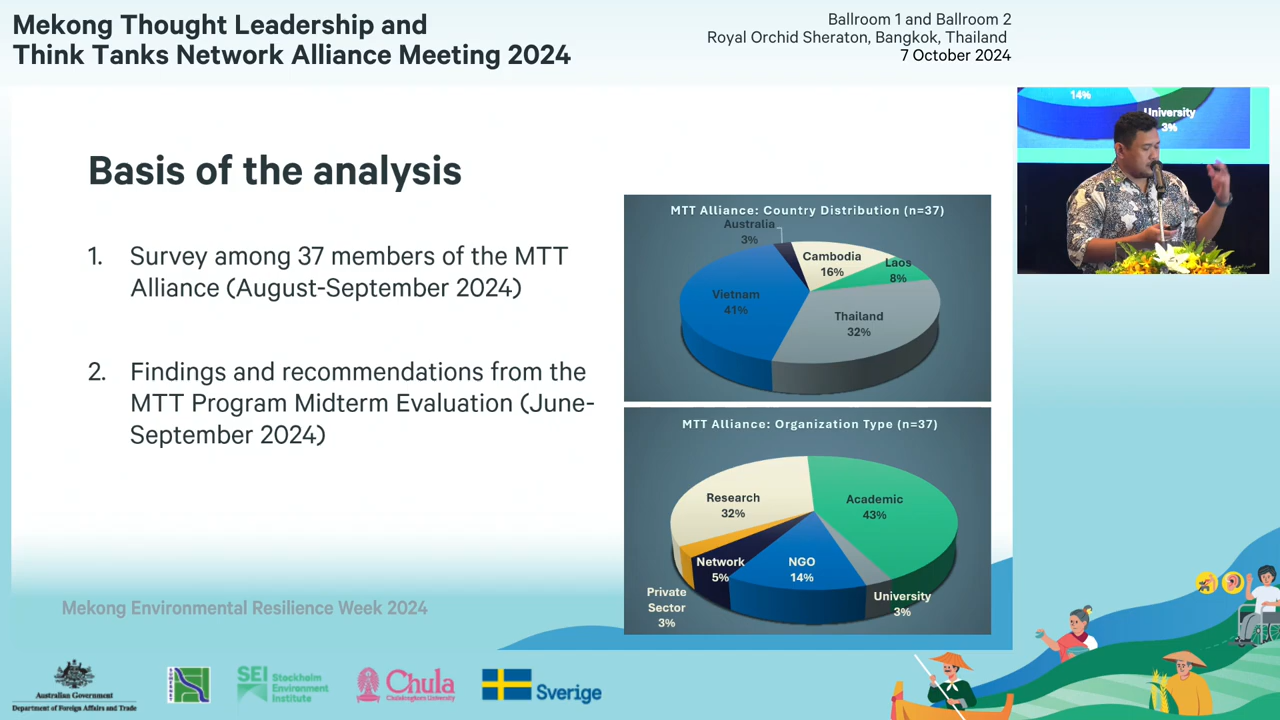 Mekong Thought Leadership and
Think Tanks Network Alliance Meeting 2024
Ballroom 1 and Ballroom 2
Royal Orchid Sheraton, Bangkok, Thailand
7 October 2024
Basis of the analysis
1. Survey among 37 members of the MTT
Alliance (August-September 2024)
2. Findings and recommendations from the
MTT Program Midterm Evaluation (June-
September 2024)
MTT Alliance: Country Distribution (n=37)
Australia
3%
Cambodia
16%
Laos
8%
Vietnam
41%
Thailand
32%
MTT Alliance: Organization Type (n=37)
Research
32%
Academic
43%
Network
5%
NGO
14%
Private
Sector
3%
University
3%
14%
University
3%
Mekong Environmental Resilience Week 2024
Australian Government
Department of Foreign Affairs and Trade
SEI Stockholm
Environment
Institute
Chula
Chulalongkorn University
Sverige